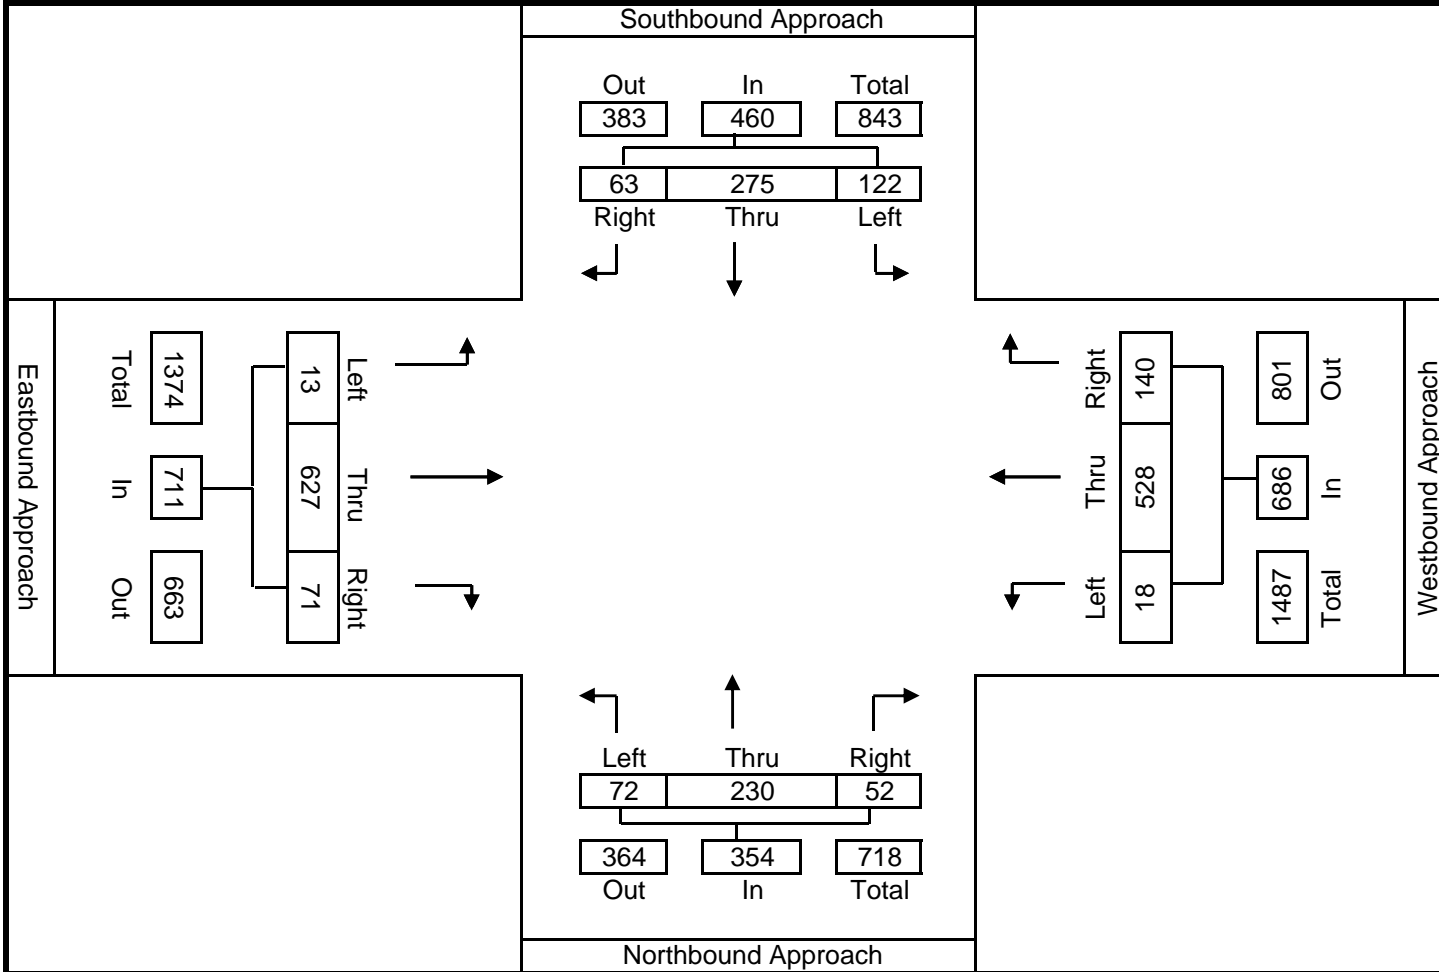 Southbound Approach
Out In Total
383 460 843
63 275 122
Right Thru Left
Eastbound Approach
Total In Out
1374 711 663
13 627 71
Left Thru Right
Right Thru Left
140 528 18
801 686 1487
Out In Total
Westbound Approach
Left Thru Right
72 230 52
364 354 718
Out In Total
Northbound Approach